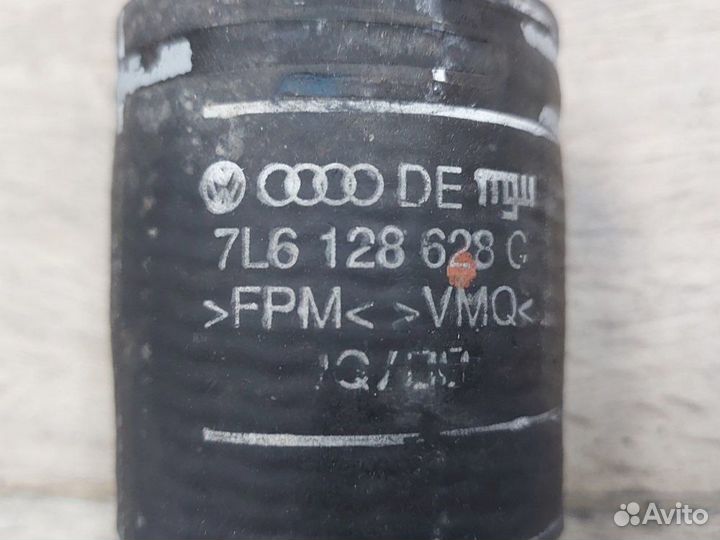 DE
7L6 128 628 G
>FPM< >VMQ<
Avito